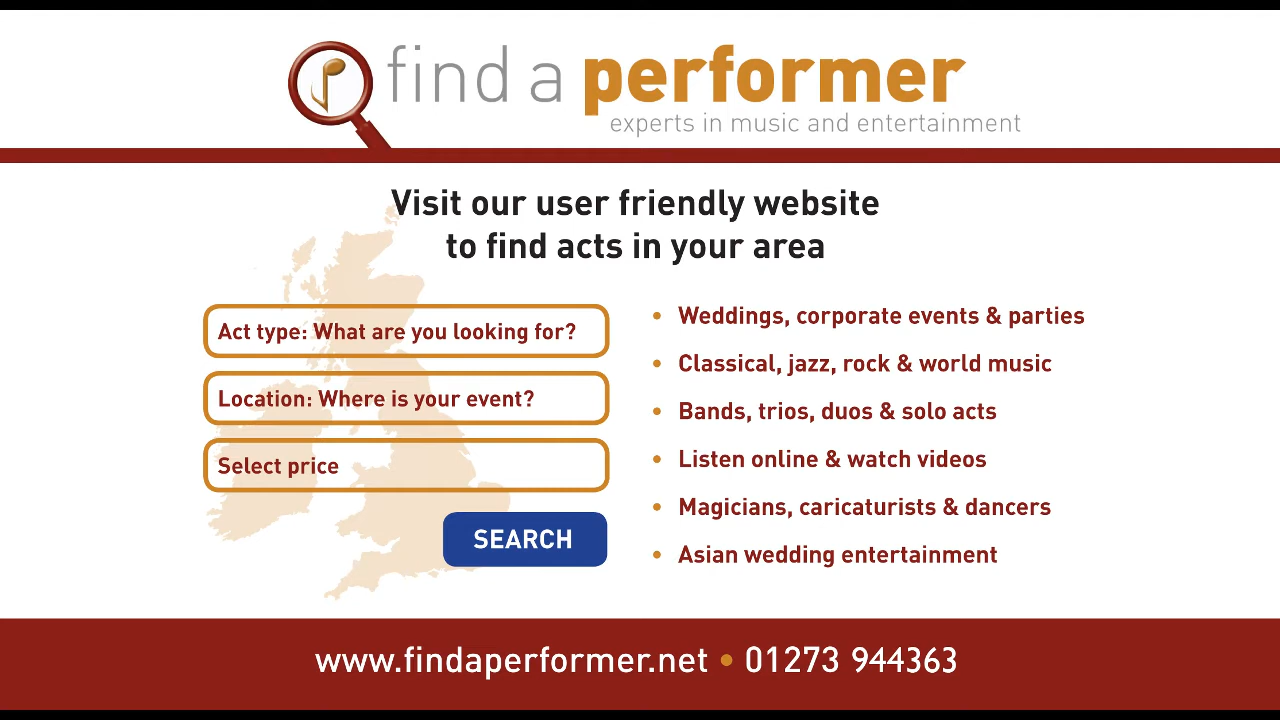 find a performer
experts in music and entertainment
Visit our user friendly website
to find acts in your area
Act type: What are you looking for?
Location: Where is your event?
Select price
SEARCH
• Weddings, corporate events & parties
• Classical, jazz, rock & world music
• Bands, trios, duos & solo acts
• Listen online & watch videos
• Magicians, caricaturists & dancers
• Asian wedding entertainment
www.findaperformer.net • 01273 944363